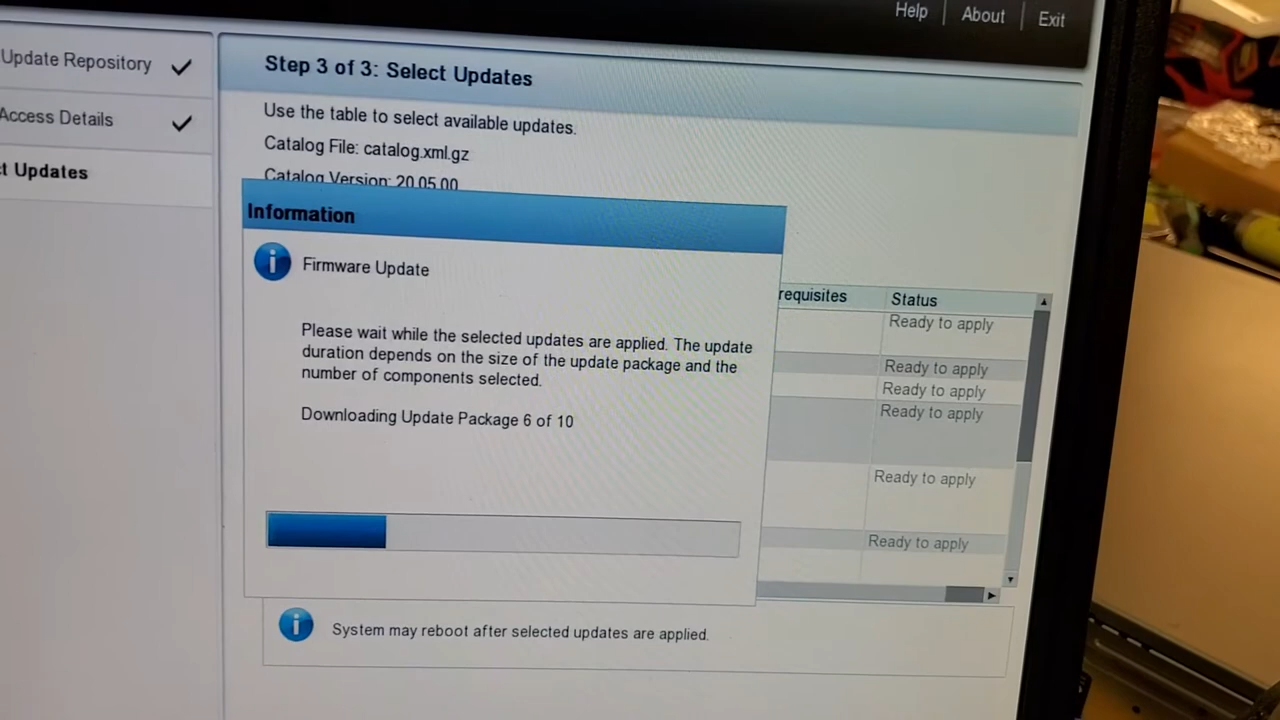 Help | About | Exit
Update Repository
Access Details
t Updates
Step 3 of 3: Select Updates
Use the table to select available updates.
Catalog File: catalog.xml.gz
Catalog Version: 20.05.00
Information
Firmware Update
Please wait while the selected updates are applied. The update
duration depends on the size of the update package and the
number of components selected.
Downloading Update Package 6 of 10
requisites Status
Ready to apply
Ready to apply
Ready to apply
Ready to apply
Ready to apply
Ready to apply
System may reboot after selected updates are applied.